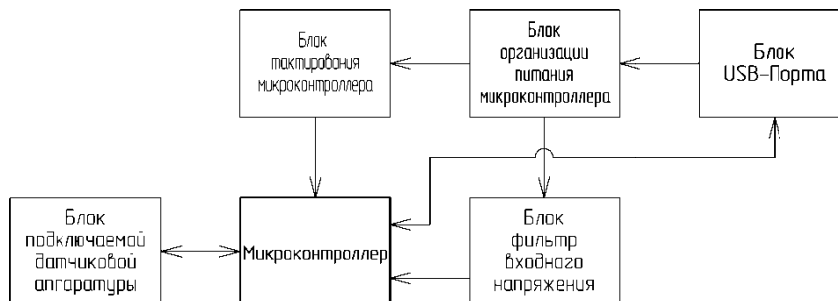 Блок
тактирования
микроконтроллера
Блок
организации
питания
микроконтроллера
Блок
USB-Порта
Блок
подключаемой
датчиковой
аппаратуры
Микроконтроллер
Блок
фильтр
входного
напряжения